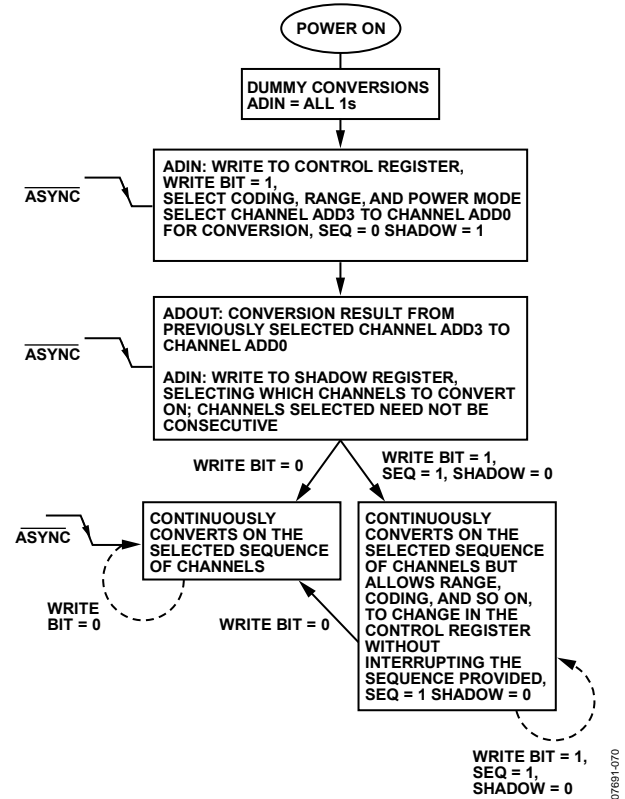 POWER ON
DUMMY CONVERSIONS
ADIN = ALL 1s
ASYNC
ADIN: WRITE TO CONTROL REGISTER,
WRITE BIT = 1,
SELECT CODING, RANGE, AND POWER MODE
SELECT CHANNEL ADD3 TO CHANNEL ADD0
FOR CONVERSION, SEQ = 0 SHADOW = 1
ASYNC
ADOUT: CONVERSION RESULT FROM
PREVIOUSLY SELECTED CHANNEL ADD3 TO
CHANNEL ADD0
ADIN: WRITE TO SHADOW REGISTER,
SELECTING WHICH CHANNELS TO CONVERT
ON; CHANNELS SELECTED NEED NOT BE
CONSECUTIVE
WRITE BIT = 0
WRITE BIT = 1,
SEQ = 1, SHADOW = 0
ASYNC
CONTINUOUSLY
CONVERTS ON THE
SELECTED SEQUENCE
OF CHANNELS
WRITE
BIT = 0
WRITE BIT = 0
CONTINUOUSLY
CONVERTS ON THE
SELECTED SEQUENCE
OF CHANNELS BUT
ALLOWS RANGE,
CODING, AND SO ON,
TO CHANGE IN THE
CONTROL REGISTER
WITHOUT
INTERRUPTING THE
SEQUENCE PROVIDED,
SEQ = 1 SHADOW = 0
WRITE BIT = 1,
SEQ = 1,
SHADOW = 0
07691-070